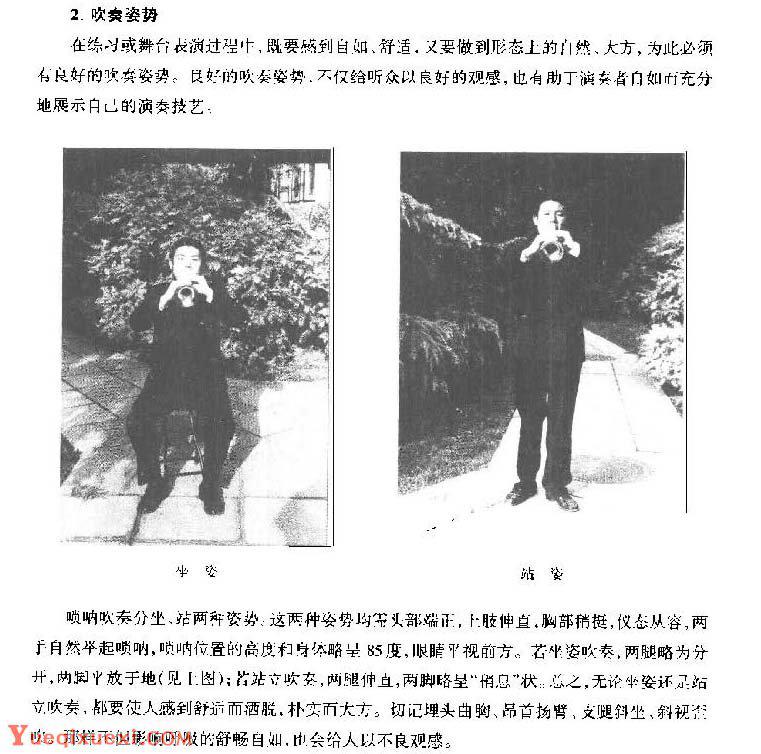 2. 吹奏姿势
在练习或舞台表演过程中，既要感到自如、舒适，又要做到形态上的自然、大方，为此必须
有良好的吹奏姿势。良好的吹奏姿势，不仅给听众以良好的观感，也有助于演奏者自如而充分
地展示自己的演奏技艺。
坐 姿
站 姿
唢呐吹奏分坐、站两种姿势。这两种姿势均需头部端正，上肢伸直，胸部稍挺，仪态从容，两
手自然举起唢呐，唢呐位置的高度和身体略呈 85 度，眼睛平视前方。若坐姿吹奏，两腿略为分
开，两脚平放于地（见上图）；若站立吹奏，两腿伸直，两脚略呈“稍息”状。总之，无论坐姿还是站
立吹奏，都要使人感到舒适而洒脱，朴实而大方。切记埋头曲胸、昂首扬臂、支腿斜坐、斜视歪
吹。那样不但影响呼吸的舒畅自如，也会给人以不良观感。
Yueqixuexi.com